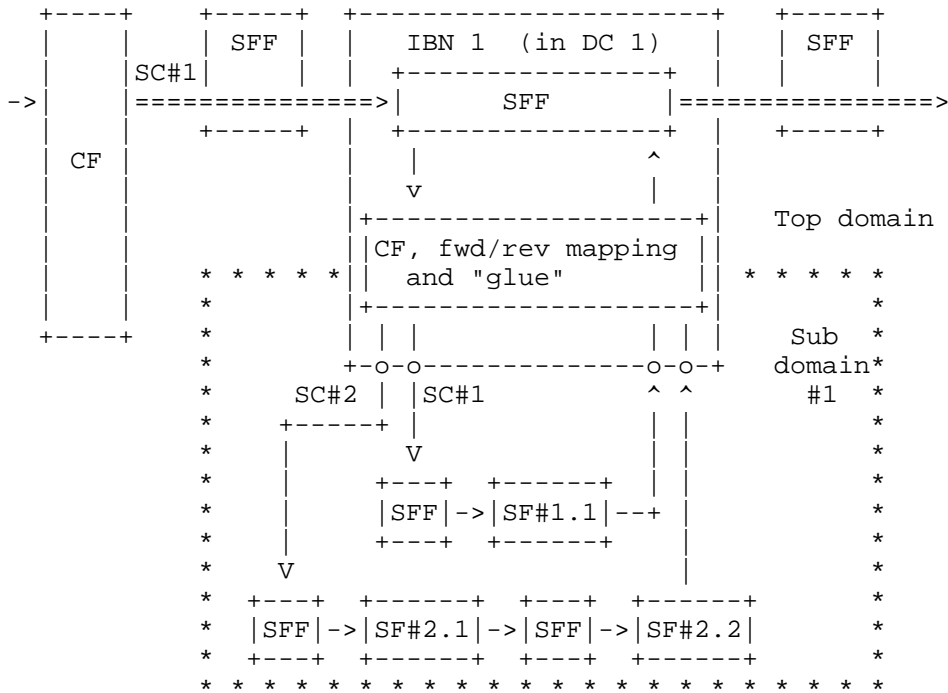 SFF IBN 1 (in DC 1) SFF
SC#1
SFF
CF
Top domain
CF, fwd/rev mapping
and "glue"
Sub
domain
SC#2 SC#1 #1
SFF SF#1.1
SFF SF#2.1 SFF SF#2.2